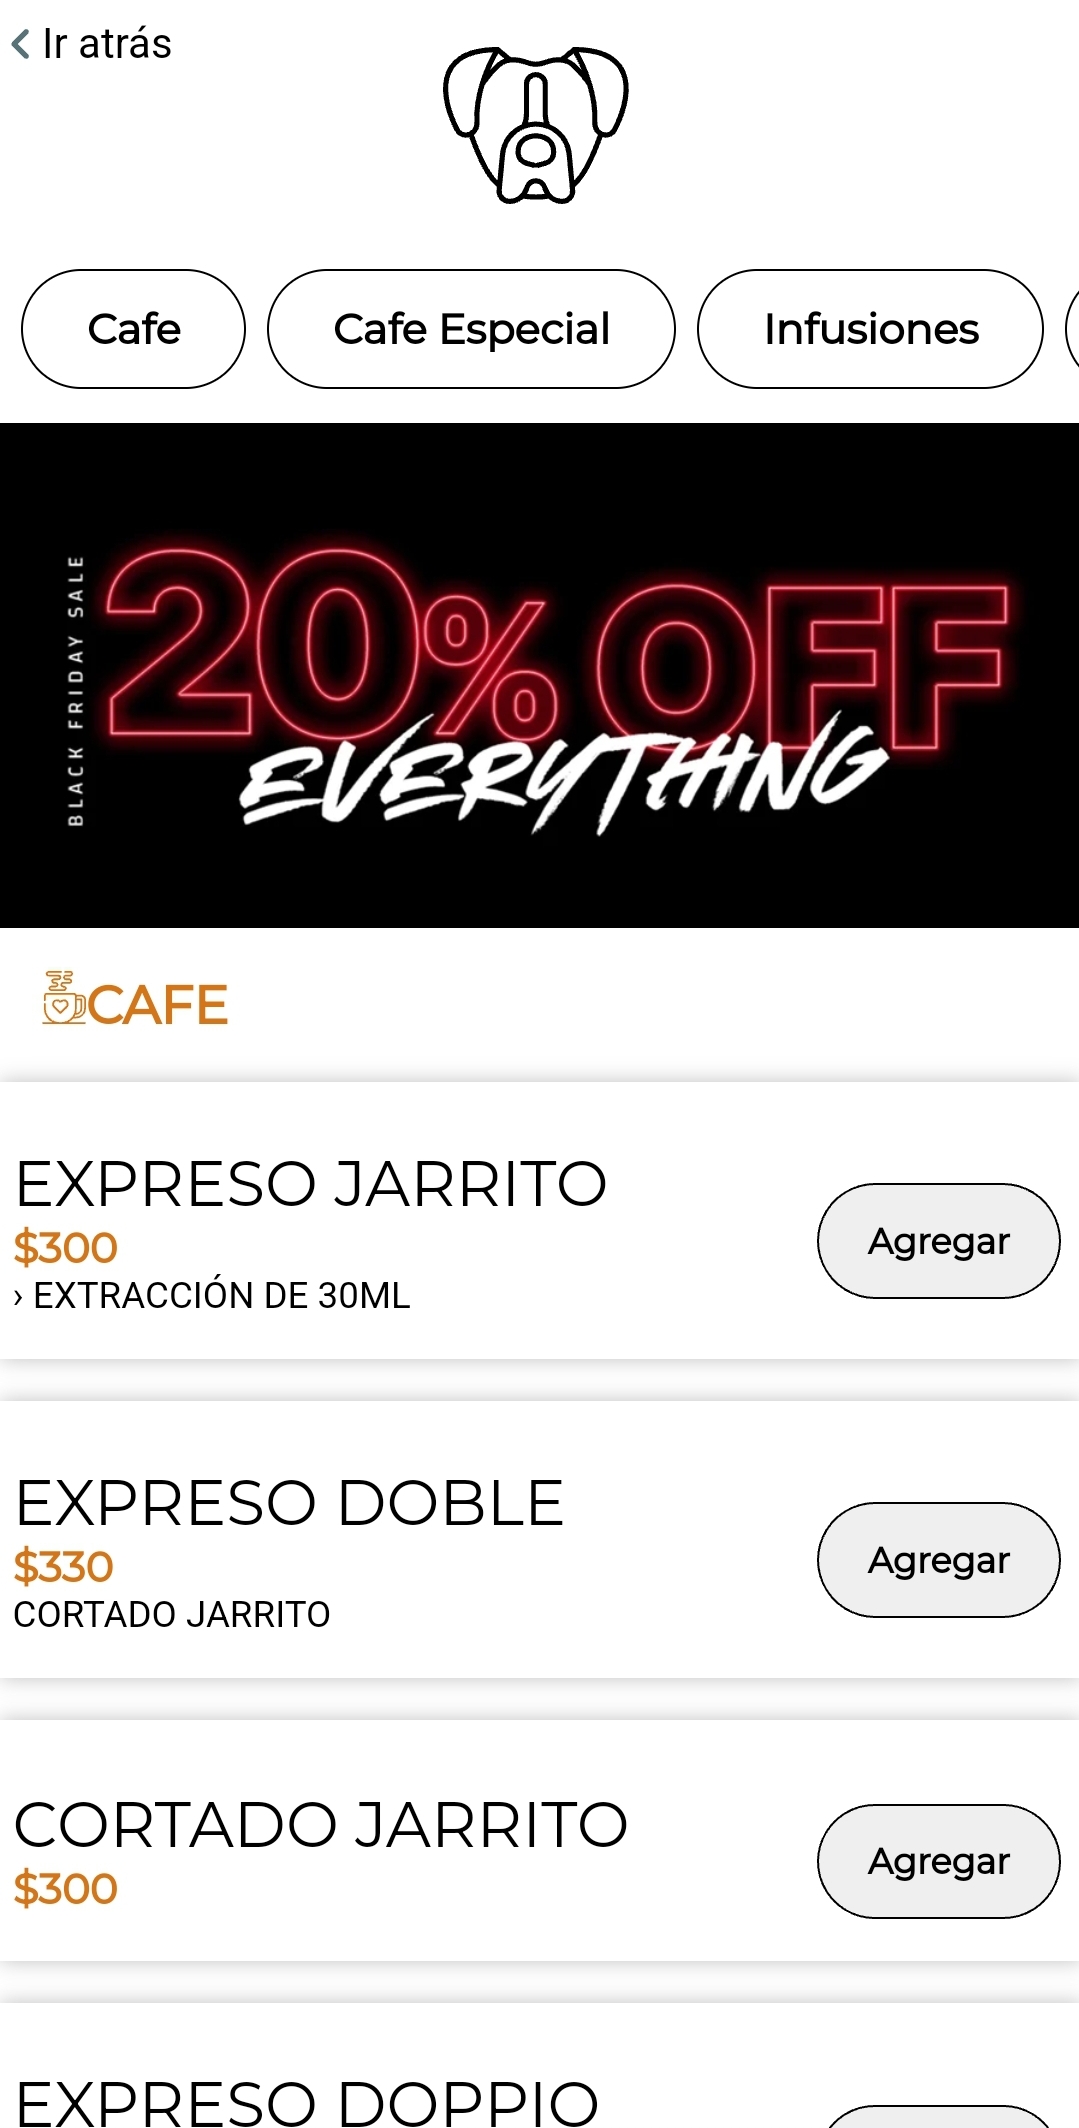 Ir atrás
Cafe
Cafe Especial
Infusiones
BLACK FRIDAY SALE
20% OFF
EVERYTHING
CAFE
EXPRESO JARRITO
$300
› EXTRACCIÓN DE 30ML
Agregar
EXPRESO DOBLE
$330
CORTADO JARRITO
Agregar
CORTADO JARRITO
$300
Agregar
EXPRESO DOPPIO